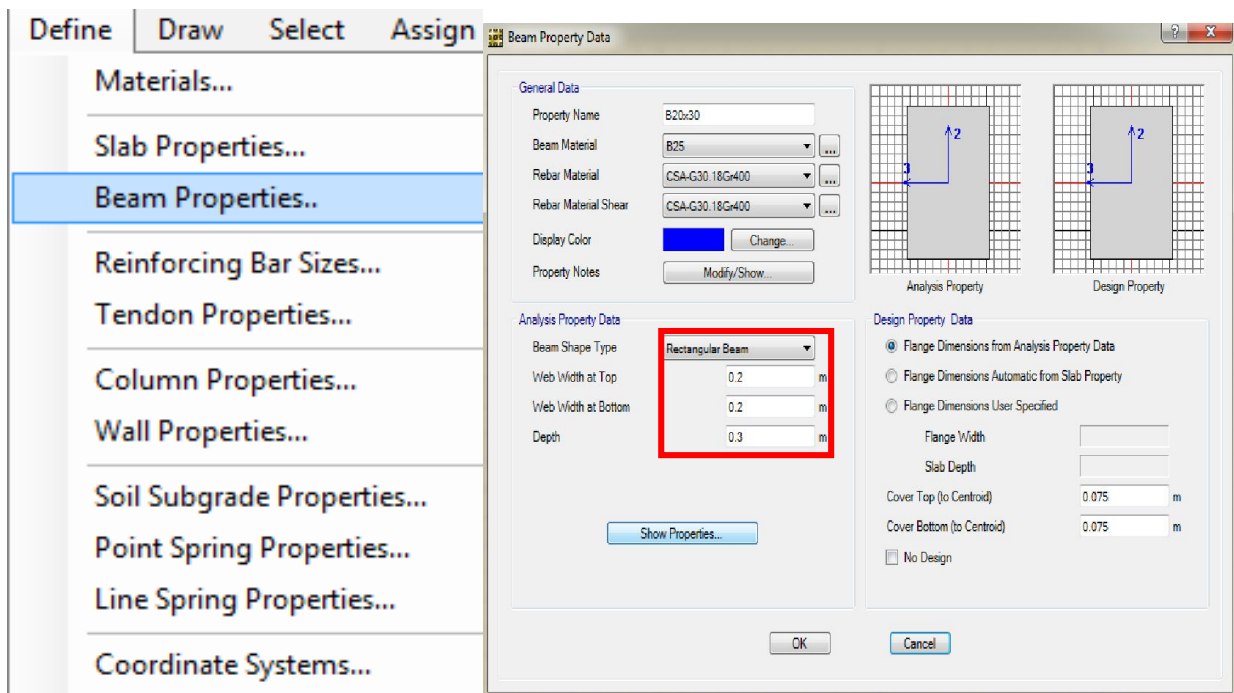 Define Draw Select Assign
Materials...
Slab Properties...
Beam Properties..
Reinforcing Bar Sizes...
Tendon Properties...
Column Properties...
Wall Properties...
Soil Subgrade Properties...
Point Spring Properties...
Line Spring Properties...
Coordinate Systems...
Beam Property Data
? X
General Data
Property Name B20x30
Beam Material B25 ...
Rebar Material CSA-G30.18Gr400 ...
Rebar Material Shear CSA-G30.18Gr400 ...
Display Color Change...
Property Notes Modify/Show...
2
3
Analysis Property
2
3
Design Property
Analysis Property Data
Beam Shape Type Rectangular Beam
Web Width at Top 0.2 m
Web Width at Bottom 0.2 m
Depth 0.3 m
Show Properties...
Design Property Data
Flange Dimensions from Analysis Property Data
Flange Dimensions Automatic from Slab Property
Flange Dimensions User Specified
Flange Width
Slab Depth
Cover Top (to Centroid) 0.075 m
Cover Bottom (to Centroid) 0.075 m
No Design
OK Cancel